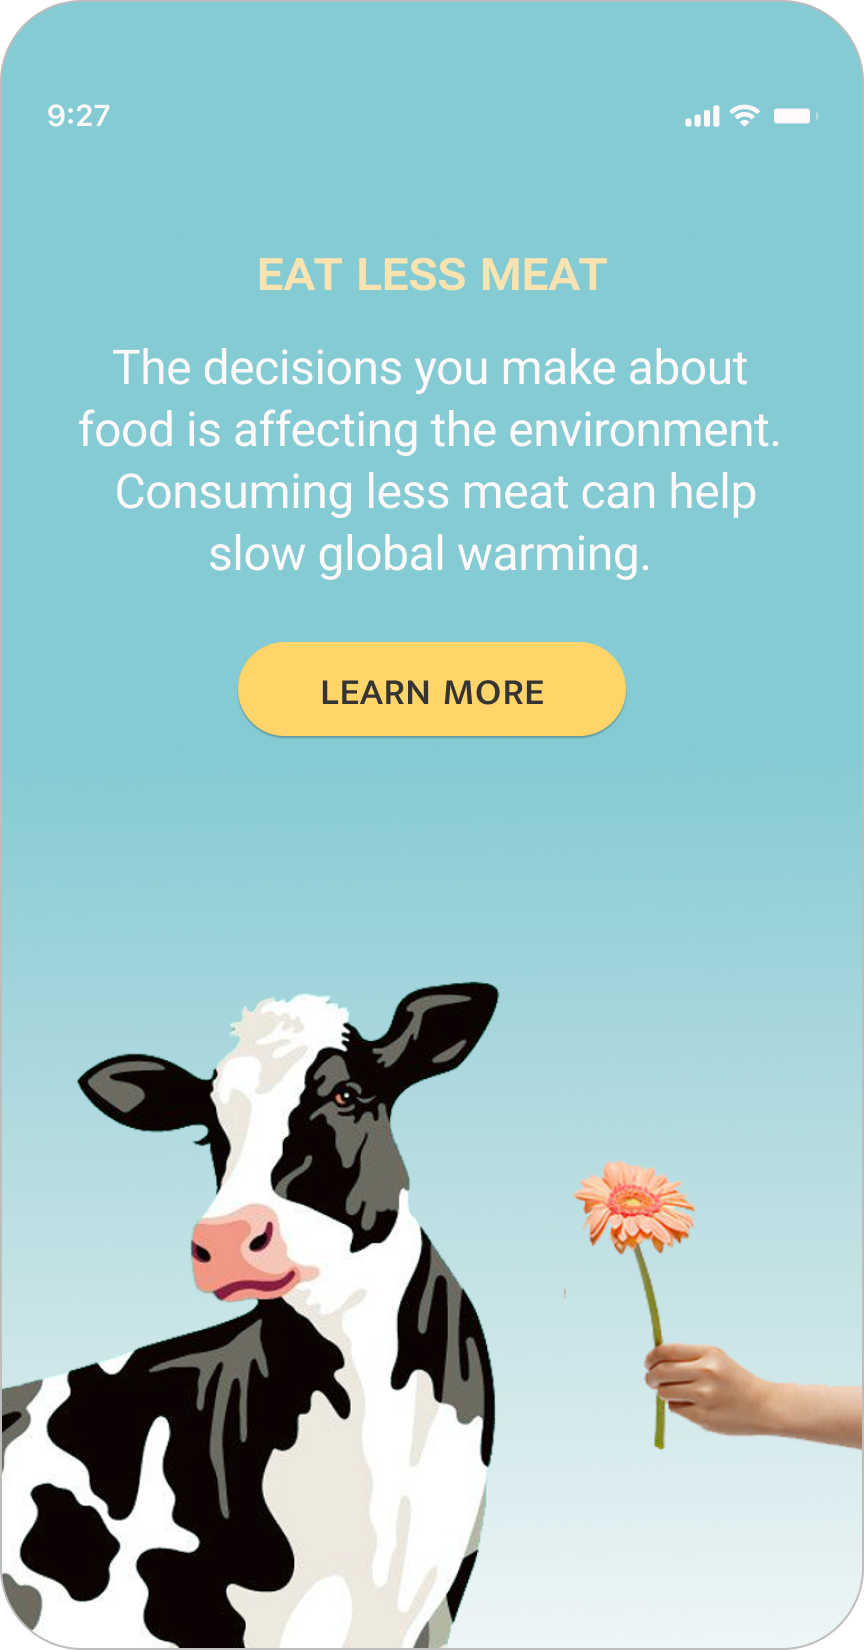 9:27
EAT LESS MEAT
The decisions you make about
food is affecting the environment.
Consuming less meat can help
slow global warming.
LEARN MORE